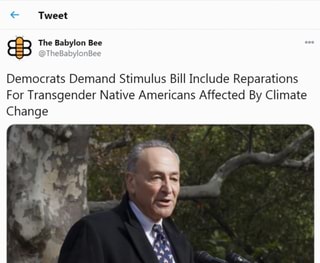 Tweet
The Babylon Bee
@TheBabylonBee
Democrats Demand Stimulus Bill Include Reparations
For Transgender Native Americans Affected By Climate
Change